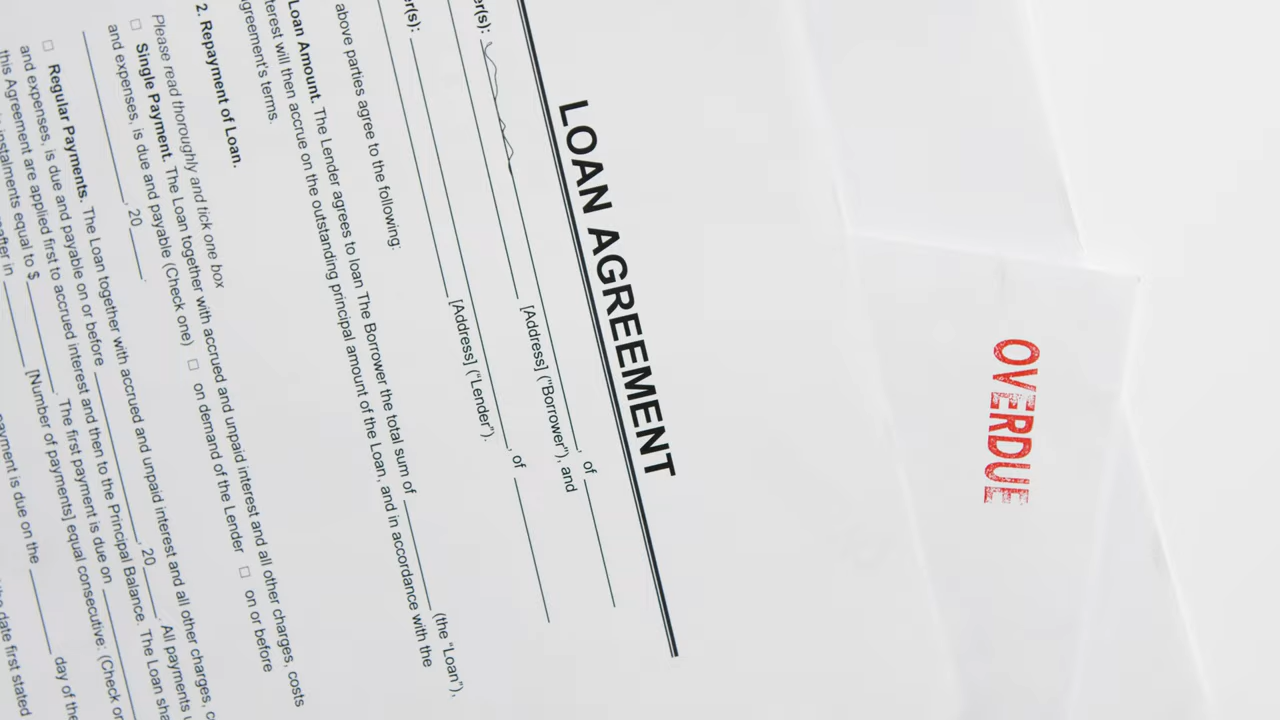 OVERDUE
LOAN AGREEMENT
er(s): , of
[Address] ("Borrower"), and
er(s): , of
[Address] ("Lender").
above parties agree to the following:
Loan Amount. The Lender agrees to loan The Borrower the total sum of (the "Loan"),
terest will then accrue on the outstanding principal amount of the Loan, and in accordance with the
greement's terms.
2. Repayment of Loan.
Please read thoroughly and tick one box
☐ Single Payment. The Loan together with accrued and unpaid interest and all other charges, costs
and expenses, is due and payable (Check one) ☐ on demand of the Lender ☐ on or before
, 20 .
☐ Regular Payments. The Loan together with accrued and unpaid interest and all other charges,
and expenses, is due and payable on or before , 20 . All payments
this Agreement are applied first to accrued interest and then to the Principal Balance. The Loan
instalments equal to $ . The first payment is due on
in [Number of payments] equal consecutive: (Check
payment is due on the day of the
date first stated